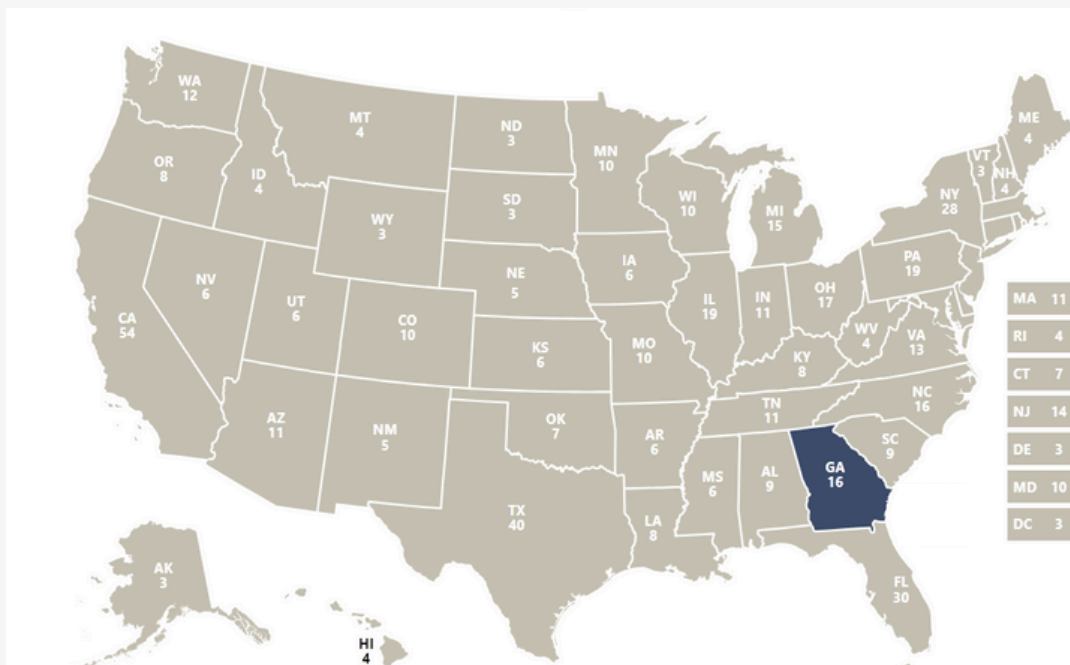 WA
12
MT
4
ND
3
MN
10
ME
4
OR
8
ID
4
SD
3
WI
10
MI
15
NY
28
VT
3
NH
4
WY
3
NV
6
UT
6
CO
10
NE
5
IA
6
IL
19
IN
11
OH
17
PA
19
CA
54
KS
6
MO
10
KY
8
WV
4
VA
13
MA 11
RI 4
CT 7
NJ 14
DE 3
MD 10
DC 3
AZ
11
NM
5
OK
7
AR
6
TN
11
NC
16
SC
9
TX
40
LA
8
MS
6
AL
9
GA
16
FL
30
AK
3
HI
4